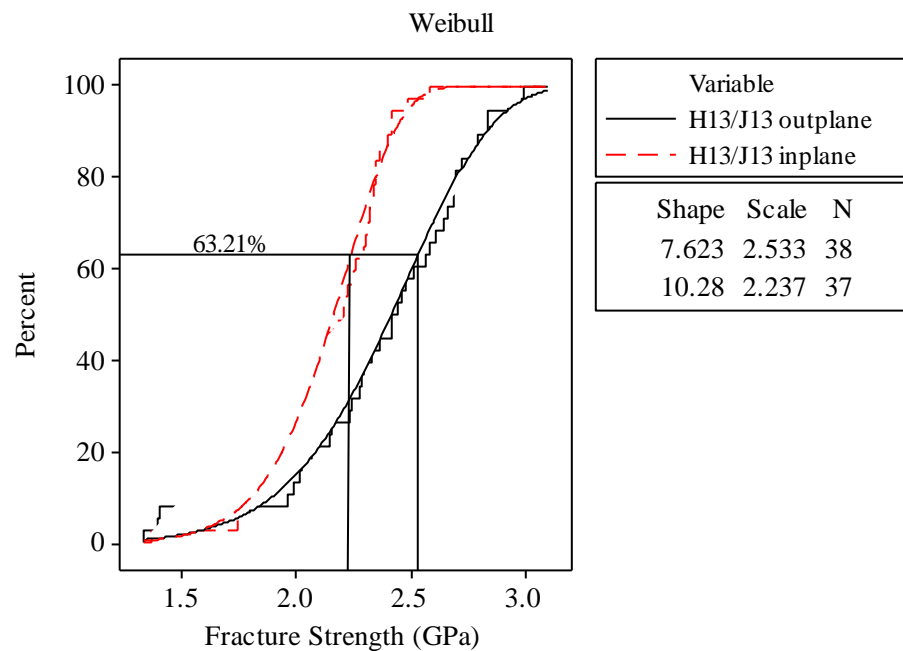 Weibull
100
80
60
40
20
0
Percent
63.21%
1.5 2.0 2.5 3.0
Fracture Strength (GPa)
Variable
H13/J13 outplane
H13/J13 inplane
Shape Scale N
7.623 2.533 38
10.28 2.237 37